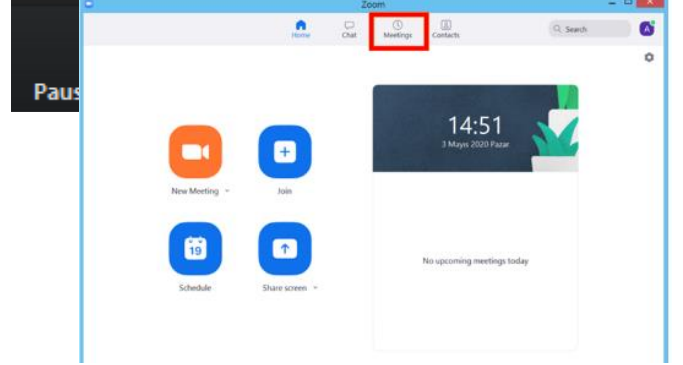 Zoom
Home Chat Meetings Contacts Search A
Paus
14:51
3 Mayıs 2020 Pazar
New Meeting Join
19
No upcoming meetings today
Schedule Share screen